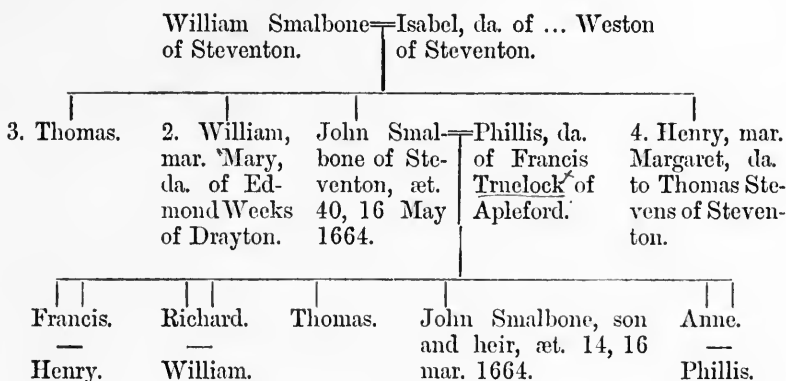 William Smalbone=Isabel, da. of ... Weston
of Steventon. of Steventon.
3. Thomas.
2. William,
mar. Mary,
da. of Ed-
mond Weeks
of Drayton.
John Smal-
bone of Ste-
venton, æt.
40, 16 May
1664.
=Phillis, da.
of Francis
Truelock of
Apleford.
4. Henry, mar.
Margaret, da.
to Thomas Ste-
vens of Steven-
ton.
Francis.
—
Henry.
Richard.
—
William.
Thomas.
John Smalbone, son
and heir, æt. 14, 16
mar. 1664.
Anne.
—
Phillis.